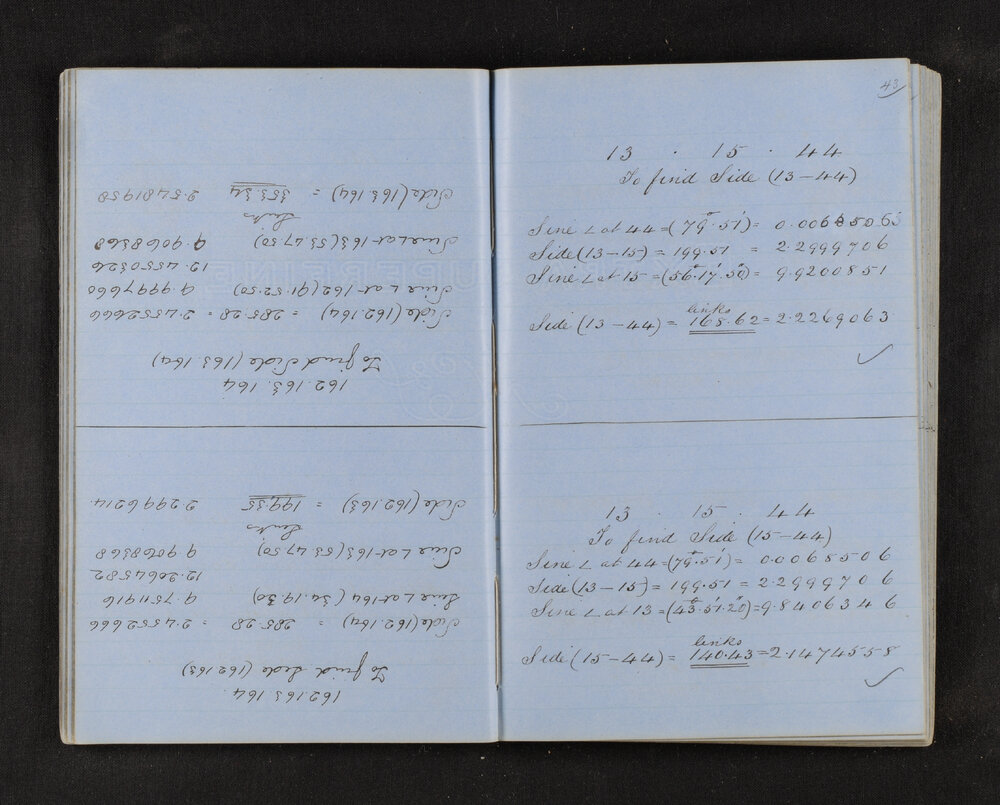 162.163.164
To find Side (162.163)
Side (162.164) = 285.28 = 2.4552666
Sine ∠ at 164 (34.19.30) 9.7511916
12.2064582
Sine ∠ at 163 (53.47.50) 9.9068368
Links
Side (162.163) = 199.35 2.2996214
162.163.164
To find Side (163.164)
Side (162.164) = 285.28 = 2.4552666
Sine ∠ at 162 (91.52.50) 9.9997660
12.4550326
Sine ∠ at 163 (53.47.50) 9.9068368
Links
Side (163.164) = 353.34 2.5481958
43
13 . 15 . 44
To find Side (13-44)
Sine ∠ at 44 = (79°.51') = 0.0068506
Side (13-15) = 199.51 = 2.2999706
Sine ∠ at 15 = (56°.17'.50") = 9.9200851
links
Side (13-44) = 168.62 = 2.2269063
13 . 15 . 44
To find Side (15-44)
Sine ∠ at 44 = (79°.51') = 0.0068506
Side (13-15) = 199.51 = 2.2999706
Sine ∠ at 13 = (43°.51'.20") = 9.8406346
links
Side (15-44) = 140.43 = 2.1474558